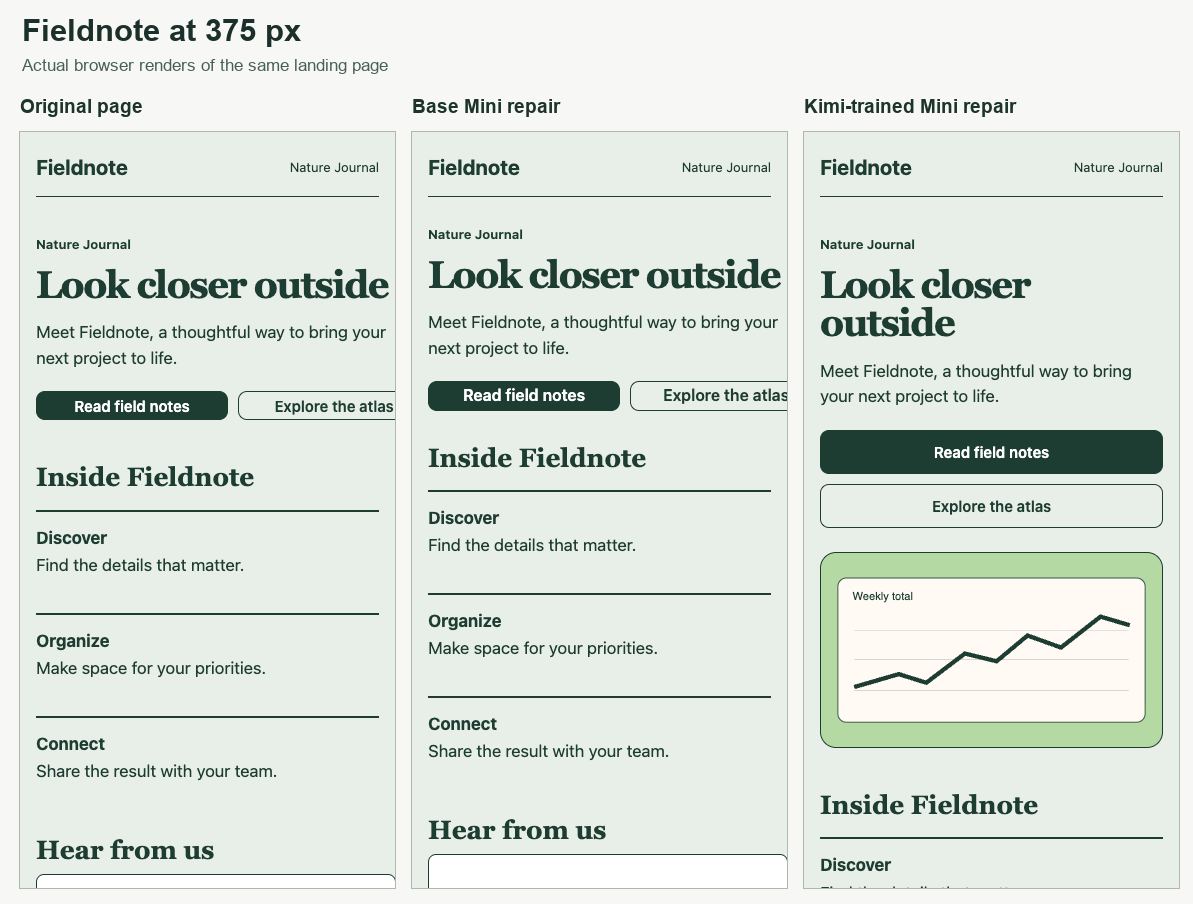 Fieldnote at 375 px
Actual browser renders of the same landing page
Original page
Fieldnote
Nature Journal
Nature Journal
Look closer outside
Meet Fieldnote, a thoughtful way to bring your
next project to life.
Read field notes
Explore the atlas
Inside Fieldnote
Discover
Find the details that matter.
Organize
Make space for your priorities.
Connect
Share the result with your team.
Hear from us
Base Mini repair
Fieldnote
Nature Journal
Nature Journal
Look closer outside
Meet Fieldnote, a thoughtful way to bring your
next project to life.
Read field notes
Explore the atlas
Inside Fieldnote
Discover
Find the details that matter.
Organize
Make space for your priorities.
Connect
Share the result with your team.
Hear from us
Kimi-trained Mini repair
Fieldnote
Nature Journal
Nature Journal
Look closer
outside
Meet Fieldnote, a thoughtful way to bring
your next project to life.
Read field notes
Explore the atlas
Weekly total
Inside Fieldnote
Discover